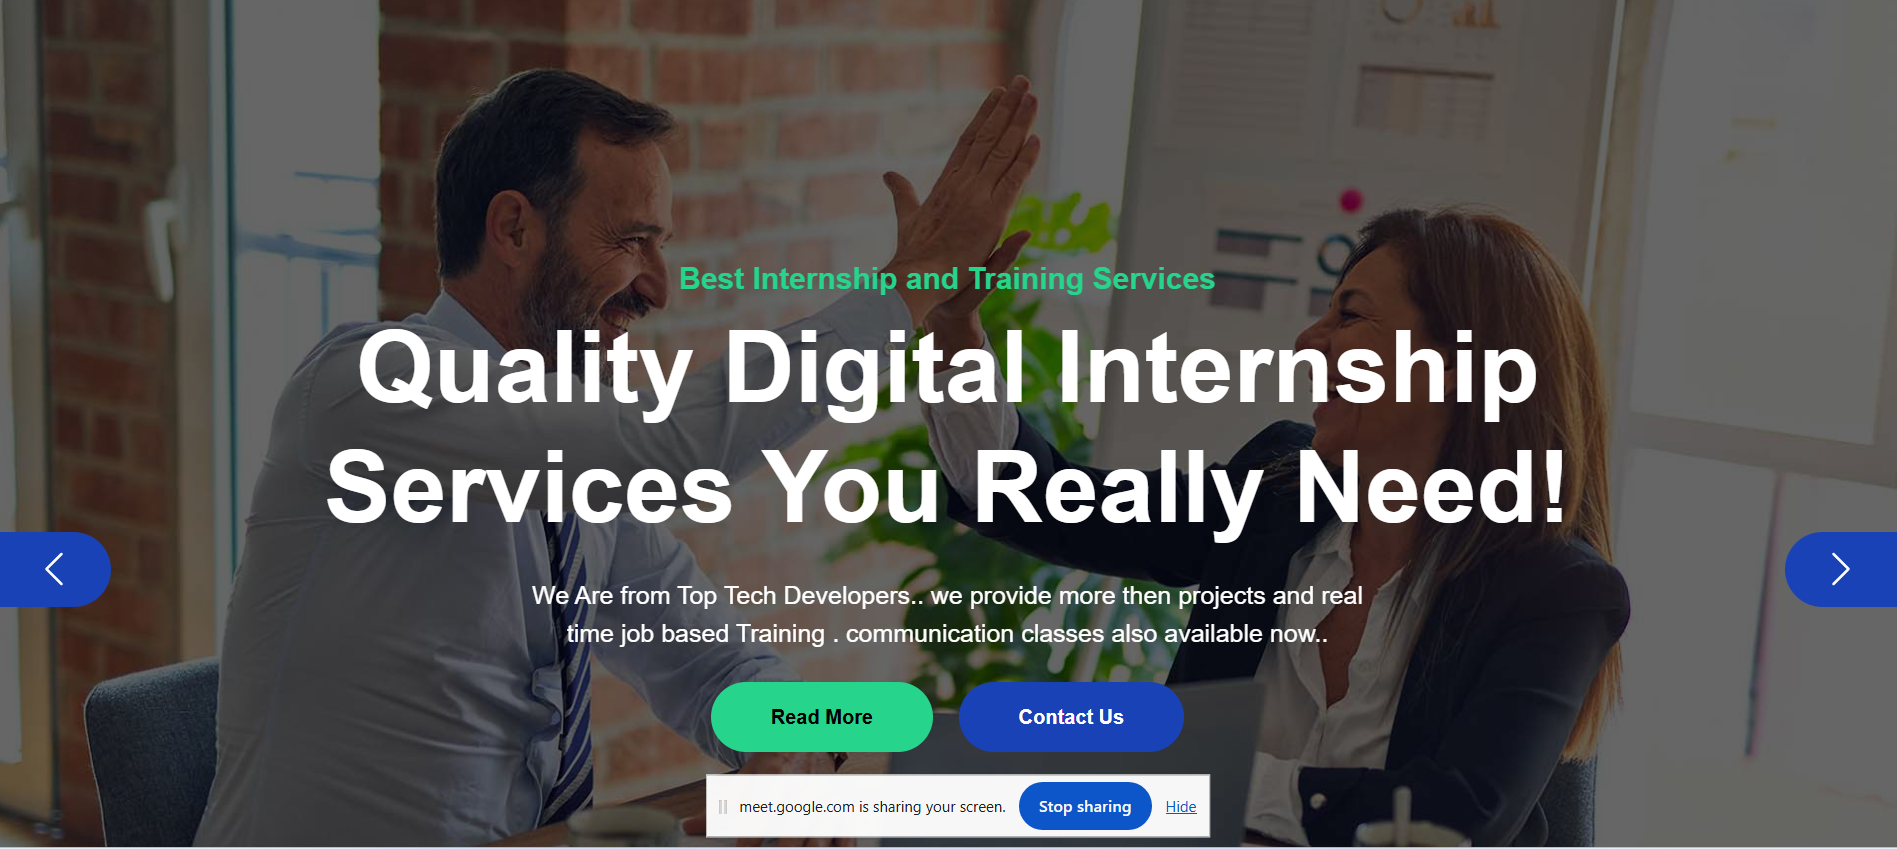 Best Internship and Training Services
Quality Digital Internship
Services You Really Need!
We Are from Top Tech Developers.. we provide more then projects and real
time job based Training . communication classes also available now..
Read More
Contact Us
meet.google.com is sharing your screen.
Stop sharing
Hide